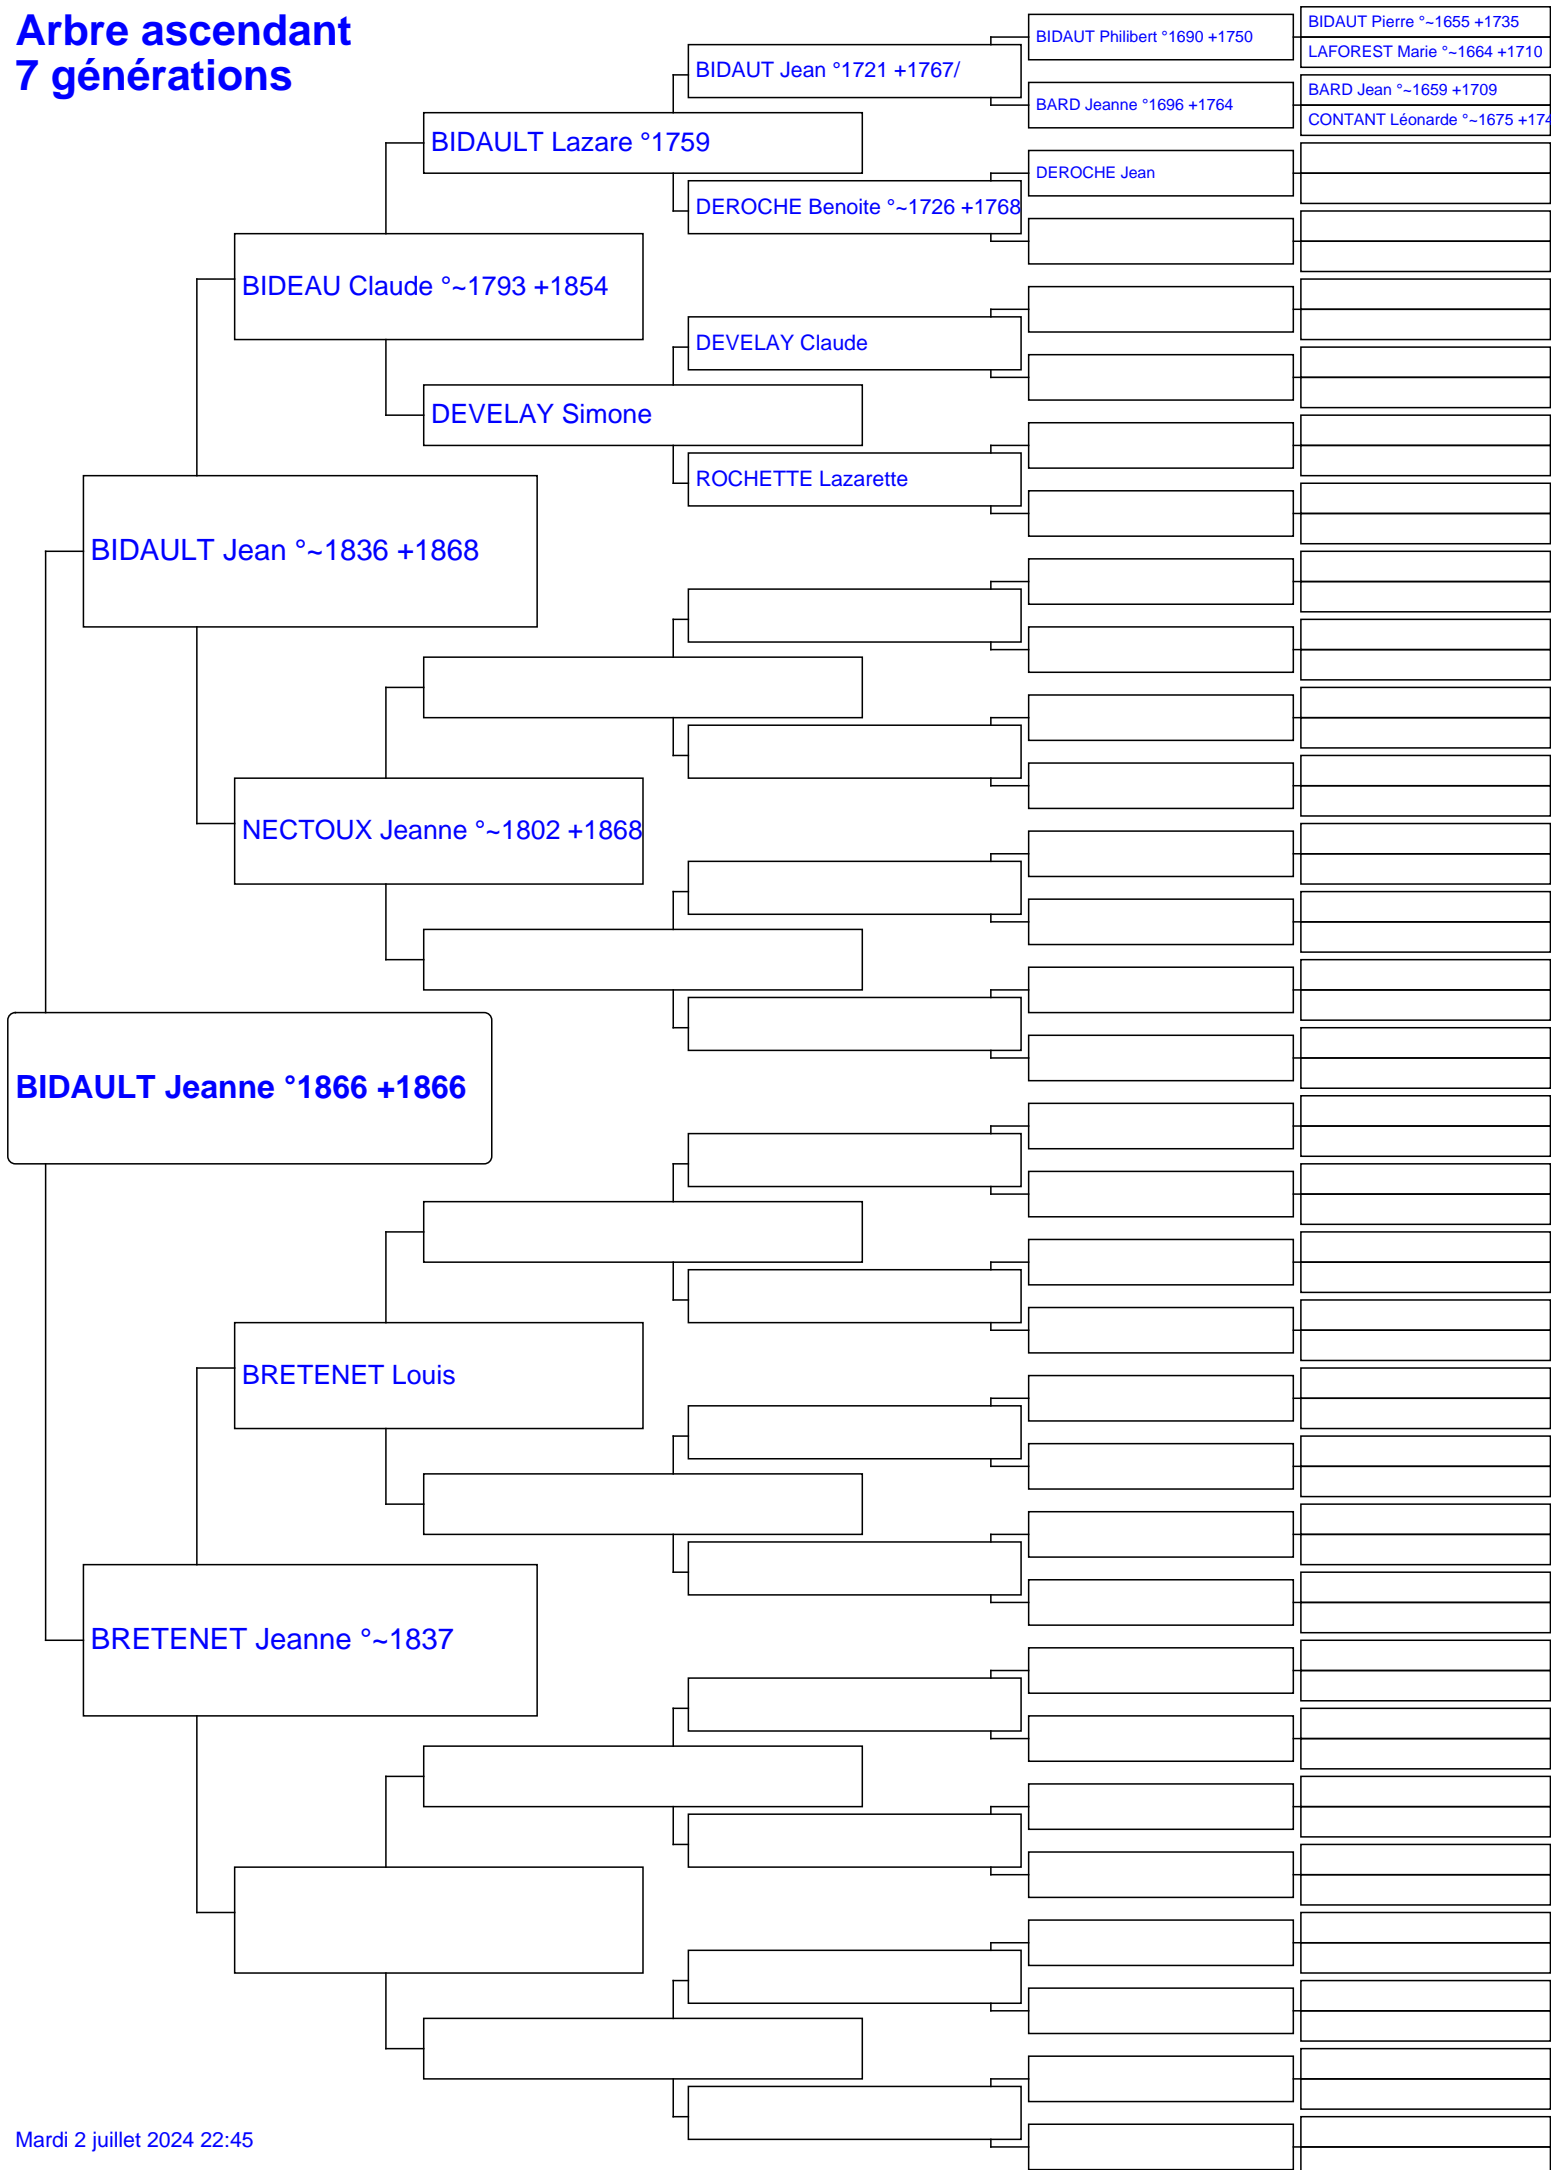 Arbre ascendant
7 générations
BIDAUT Pierre °~1655 +1735
BIDAUT Philibert °1690 +1750
LAFOREST Marie °~1664 +1710
BIDAUT Jean °1721 +1767/
BARD Jean °~1659 +1709
BARD Jeanne °1696 +1764
CONTANT Léonarde °~1675 +174
BIDAULT Lazare °1759
DEROCHE Jean
DEROCHE Benoite °~1726 +1768
BIDEAU Claude °~1793 +1854
DEVELAY Claude
DEVELAY Simone
ROCHETTE Lazarette
BIDAULT Jean °~1836 +1868
NECTOUX Jeanne °~1802 +1868
BIDAULT Jeanne °1866 +1866
BRETENET Louis
BRETENET Jeanne °~1837
Mardi 2 juillet 2024 22:45